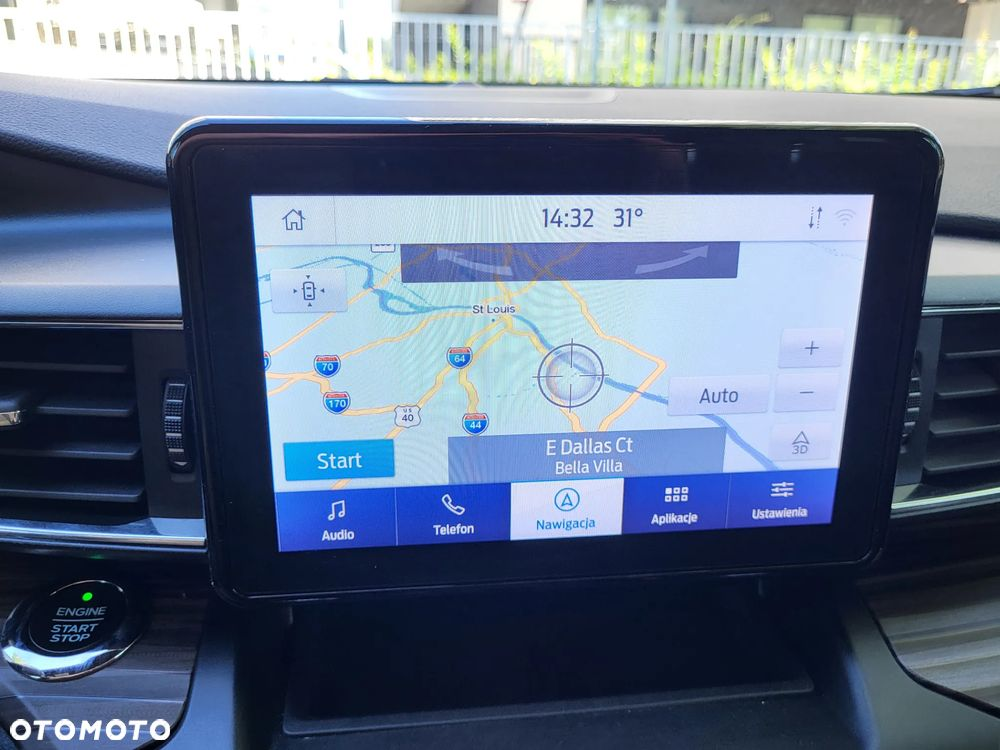 14:32 31°
St Louis
64
70
170
US
40
44
+
Auto
−
3D
E Dallas Ct
Bella Villa
Start
Audio
Telefon
Nawigacja
Aplikacje
Ustawienia
ENGINE
START
STOP
OTOMOTO